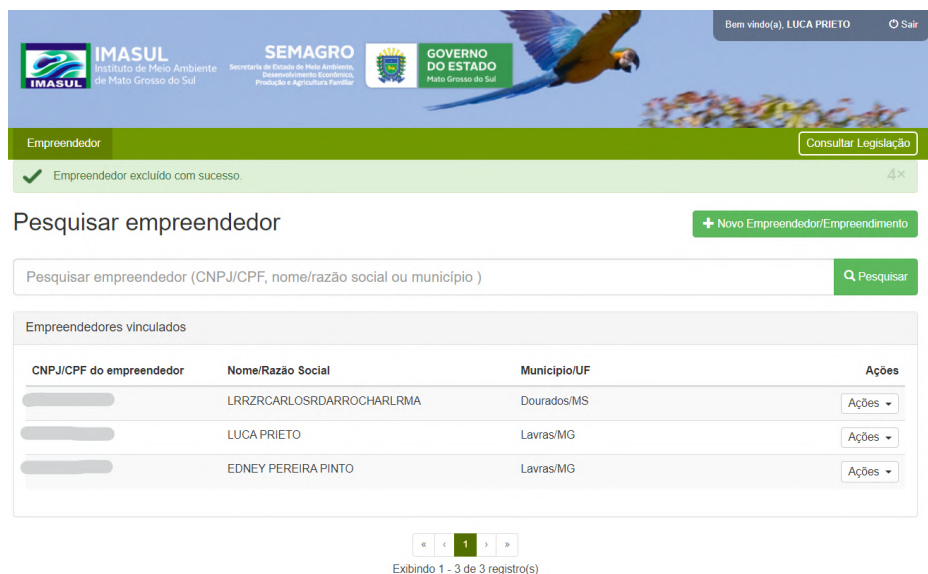 Bem vindo(a), LUCA PRIETO Sair
IMASUL
Instituto de Meio Ambiente
de Mato Grosso do Sul
IMASUL
SEMAGRO
Secretaria de Estado de Meio Ambiente,
Desenvolvimento Econômico,
Produção e Agricultura Familiar
GOVERNO
DO ESTADO
Mato Grosso do Sul
Empreendedor Consultar Legislação
Empreendedor excluído com sucesso. 4×
Pesquisar empreendedor + Novo Empreendedor/Empreendimento
Pesquisar empreendedor (CNPJ/CPF, nome/razão social ou município ) Pesquisar
Empreendedores vinculados
CNPJ/CPF do empreendedor Nome/Razão Social Município/UF Ações
LRRZRCARLOSRDARROCHARLRMA Dourados/MS Ações
LUCA PRIETO Lavras/MG Ações
EDNEY PEREIRA PINTO Lavras/MG Ações
« ‹ 1 › »
Exibindo 1 - 3 de 3 registro(s)